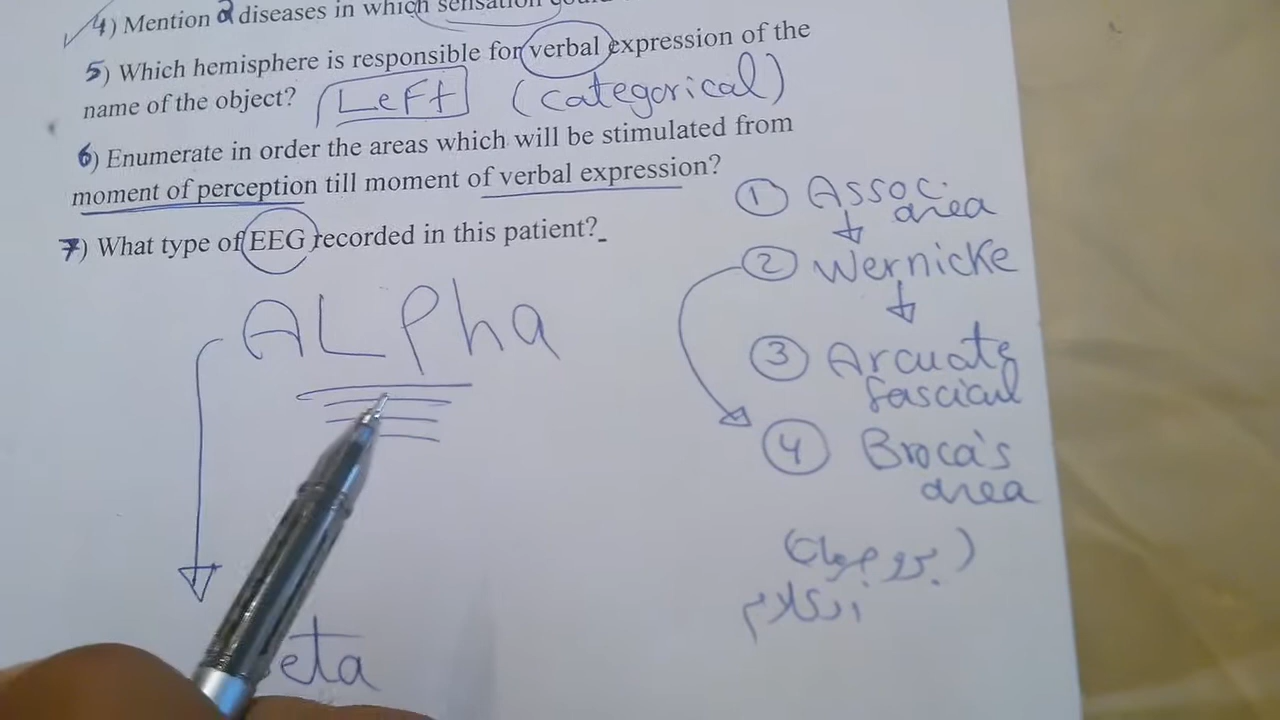 4) Mention 2 diseases in which sensation
5) Which hemisphere is responsible for verbal expression of the
name of the object? Left (categorical)
6) Enumerate in order the areas which will be stimulated from
moment of perception till moment of verbal expression?
7) What type of EEG recorded in this patient?
ALPha
eta
① Assoc.
area
② Wernicke
③ Arcuate
fascicul
④ Broca's
area
الكلام